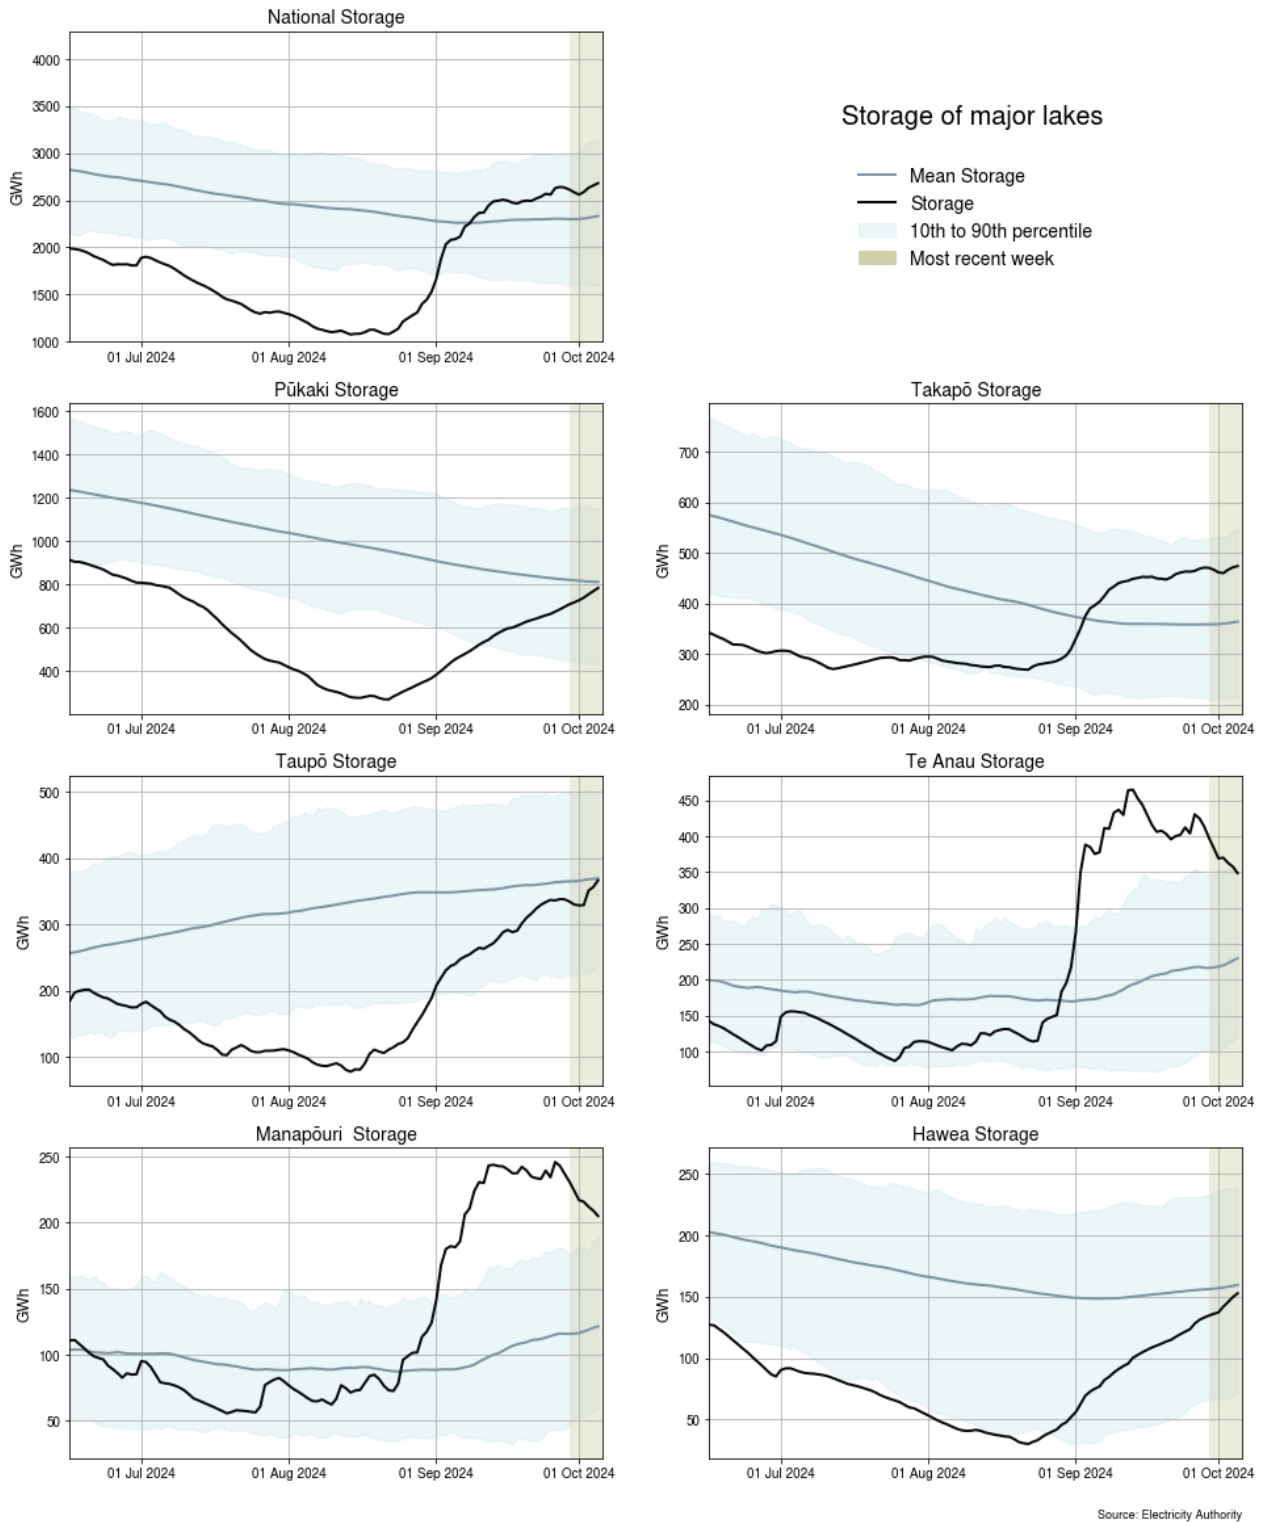 National Storage
4000
3500
3000
2500
2000
1500
1000
GWh
01 Jul 2024 01 Aug 2024 01 Sep 2024 01 Oct 2024
Storage of major lakes
Mean Storage
Storage
10th to 90th percentile
Most recent week
Pūkaki Storage
1600
1400
1200
1000
800
600
400
GWh
01 Jul 2024 01 Aug 2024 01 Sep 2024 01 Oct 2024
Takapō Storage
700
600
500
400
300
200
GWh
01 Jul 2024 01 Aug 2024 01 Sep 2024 01 Oct 2024
Taupō Storage
500
400
300
200
100
GWh
01 Jul 2024 01 Aug 2024 01 Sep 2024 01 Oct 2024
Te Anau Storage
450
400
350
300
250
200
150
100
GWh
01 Jul 2024 01 Aug 2024 01 Sep 2024 01 Oct 2024
Manapōuri  Storage
250
200
150
100
50
GWh
01 Jul 2024 01 Aug 2024 01 Sep 2024 01 Oct 2024
Hawea Storage
250
200
150
100
50
GWh
01 Jul 2024 01 Aug 2024 01 Sep 2024 01 Oct 2024
Source: Electricity Authority